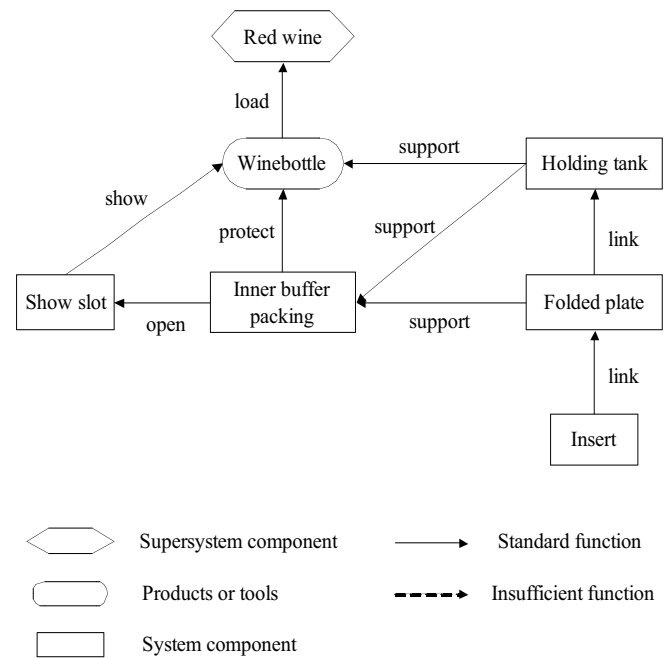 Red wine
load
Winebottle
support
Holding tank
show
protect
support
link
Show slot
open
Inner buffer
packing
support
Folded plate
link
Insert
Supersystem component
Standard function
Products or tools
Insufficient function
System component